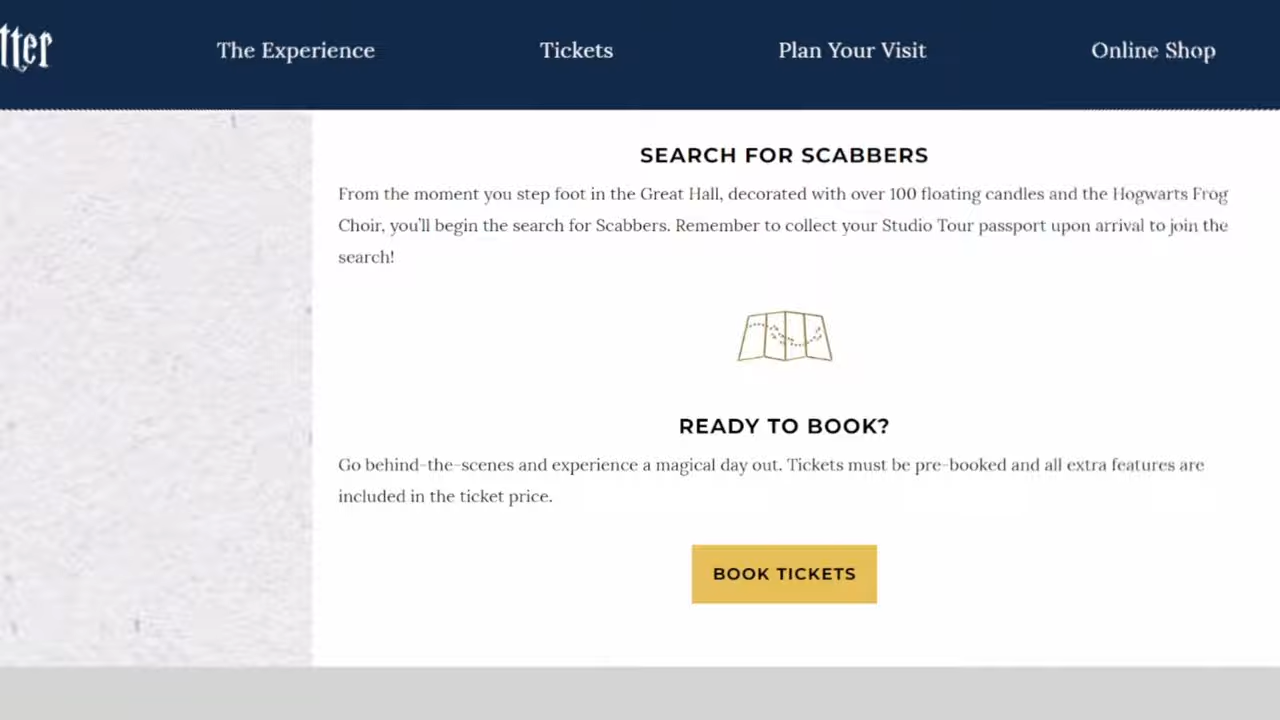 tter
The Experience
Tickets
Plan Your Visit
Online Shop
SEARCH FOR SCABBERS
From the moment you step foot in the Great Hall, decorated with over 100 floating candles and the Hogwarts Frog
Choir, you'll begin the search for Scabbers. Remember to collect your Studio Tour passport upon arrival to join the
search!
READY TO BOOK?
Go behind-the-scenes and experience a magical day out. Tickets must be pre-booked and all extra features are
included in the ticket price.
BOOK TICKETS